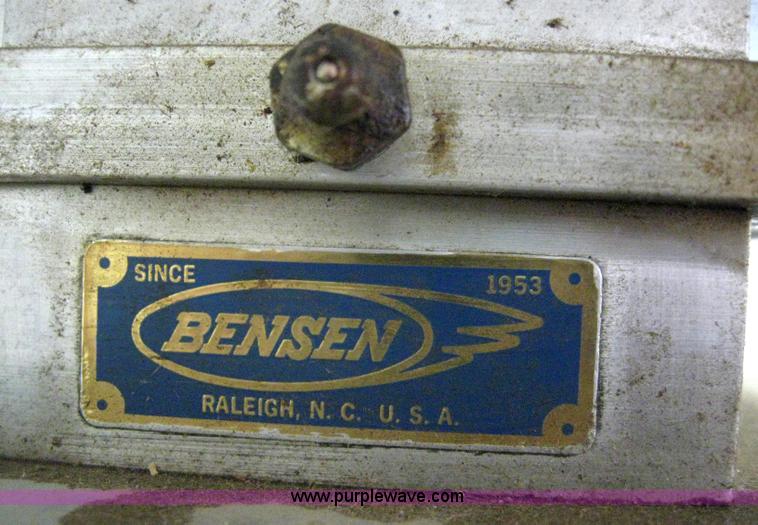 SINCE 1953
BENSEN
RALEIGH, N. C. U. S. A.
www.purplewave.com